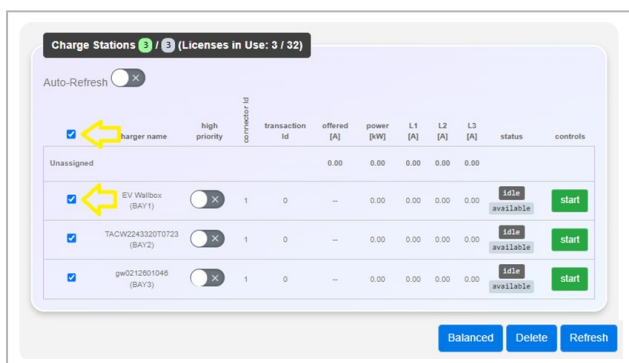 Charge Stations 3 / 3 (Licenses in Use: 3 / 32)
Auto-Refresh
harger name high priority connector Id transaction Id offered [A] power [kW] L1 [A] L2 [A] L3 [A] status controls
Unassigned 0.00 0.00 0.00 0.00 0.00
EV Wallbox (BAY1) 1 0 -- 0.00 0.00 0.00 0.00 idle available start
TACW2243320T0723 (BAY2) 1 0 -- 0.00 0.00 0.00 0.00 idle available start
gw0212601046 (BAY3) 1 0 -- 0.00 0.00 0.00 0.00 idle available start
Balanced Delete Refresh